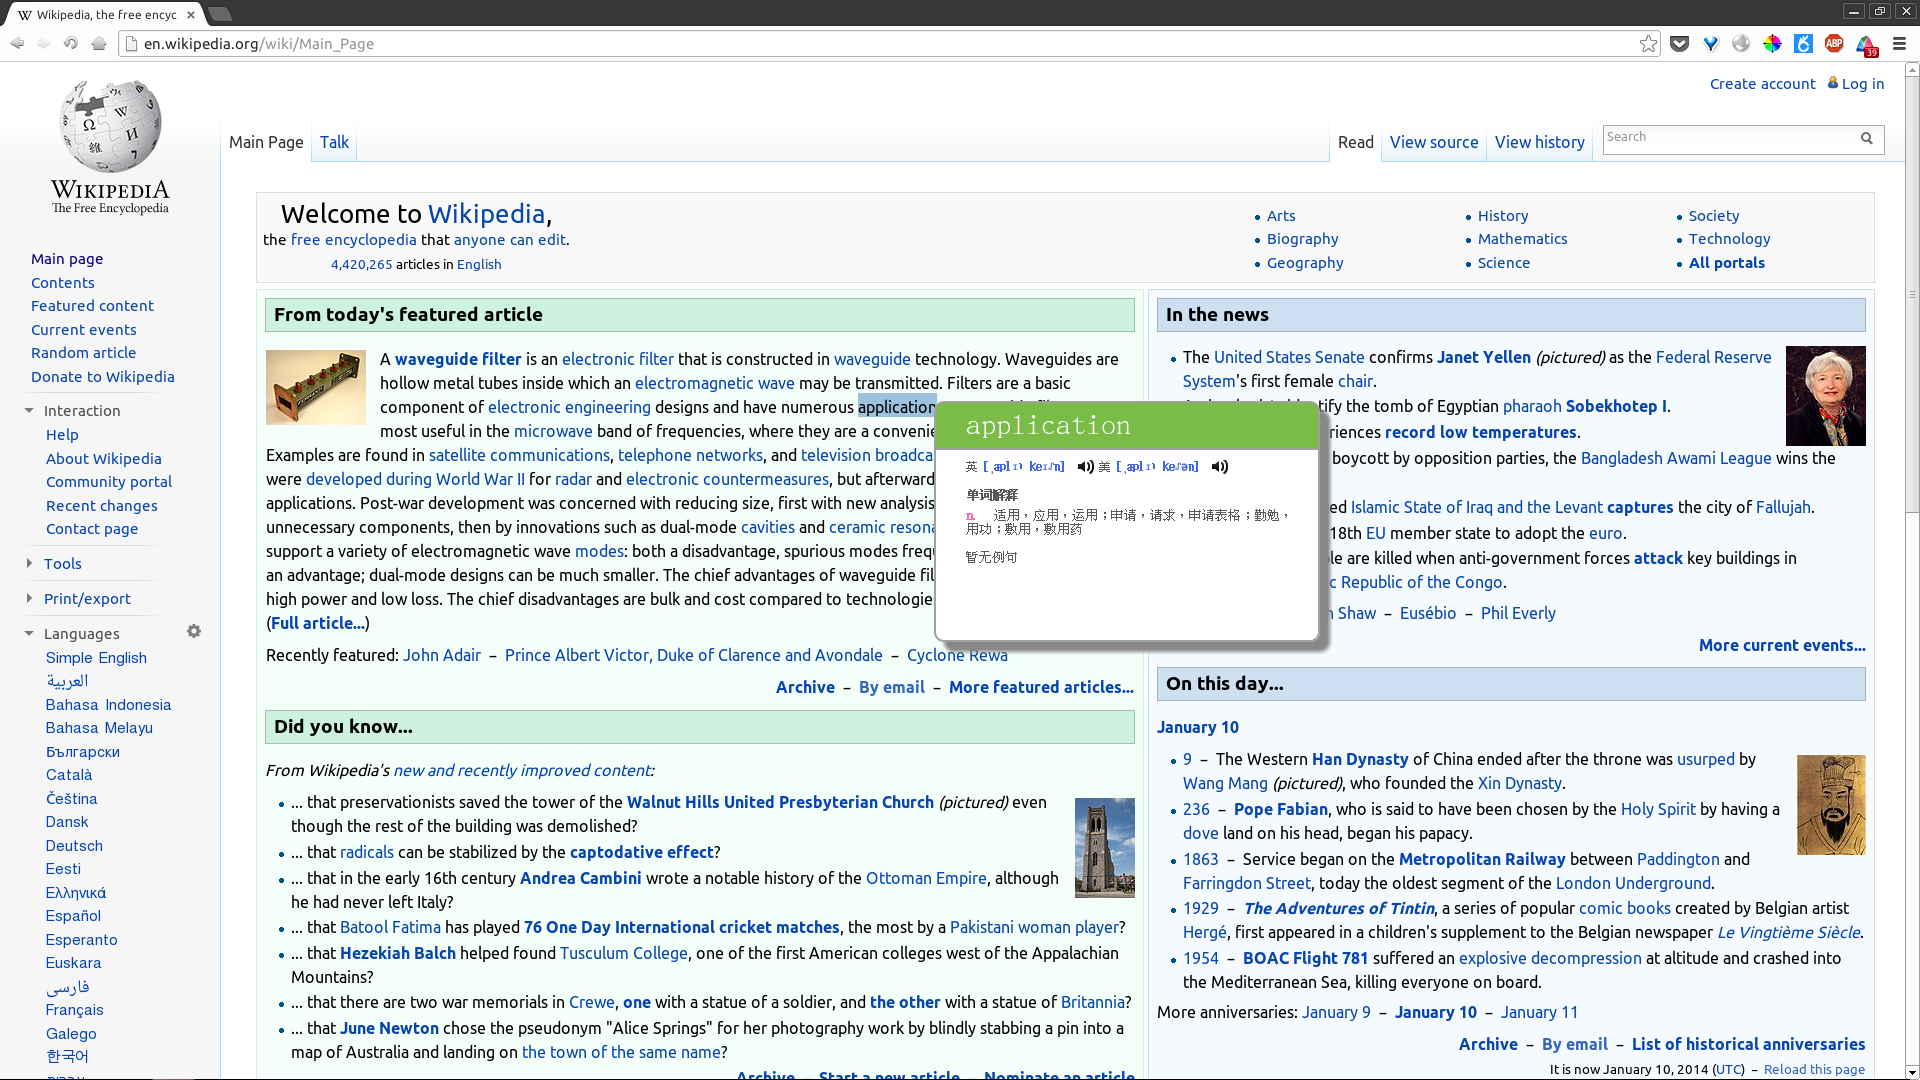 Wikipedia, the free encyc
en.wikipedia.org/wiki/Main_Page
ABP
39
Create account
Log in
WIKIPEDIA
The Free Encyclopedia
Main Page
Talk
Read
View source
View history
Search
Main page
Contents
Featured content
Current events
Random article
Donate to Wikipedia
Interaction
Help
About Wikipedia
Community portal
Recent changes
Contact page
Tools
Print/export
Languages
Simple English
العربية
Bahasa Indonesia
Bahasa Melayu
Български
Català
Čeština
Dansk
Deutsch
Eesti
Ελληνικά
Español
Esperanto
Euskara
فارسی
Français
Galego
한국어
Welcome to Wikipedia,
the free encyclopedia that anyone can edit.
4,420,265 articles in English
Arts
Biography
Geography
History
Mathematics
Science
Society
Technology
All portals
From today's featured article
A waveguide filter is an electronic filter that is constructed in waveguide technology. Waveguides are
hollow metal tubes inside which an electromagnetic wave may be transmitted. Filters are a basic
component of electronic engineering designs and have numerous application
most useful in the microwave band of frequencies, where they are a convenie
Examples are found in satellite communications, telephone networks, and television broadca
were developed during World War II for radar and electronic countermeasures, but afterward
applications. Post-war development was concerned with reducing size, first with new analysis
unnecessary components, then by innovations such as dual-mode cavities and ceramic resona
support a variety of electromagnetic wave modes: both a disadvantage, spurious modes freq
an advantage; dual-mode designs can be much smaller. The chief advantages of waveguide fil
high power and low loss. The chief disadvantages are bulk and cost compared to technologie
(Full article...)
Recently featured: John Adair – Prince Albert Victor, Duke of Clarence and Avondale – Cyclone Rewa
Archive – By email – More featured articles...
application
英 [ˌaplɪˈkeɪʃn] 美 [ˌaplɪˈkeʃən]
单词解释
n. 适用，应用，运用；申请，请求，申请表格；勤勉，
用功；敷用，敷用药
暂无例句
Did you know...
From Wikipedia's new and recently improved content:
... that preservationists saved the tower of the Walnut Hills United Presbyterian Church (pictured) even
though the rest of the building was demolished?
... that radicals can be stabilized by the captodative effect?
... that in the early 16th century Andrea Cambini wrote a notable history of the Ottoman Empire, although
he had never left Italy?
... that Batool Fatima has played 76 One Day International cricket matches, the most by a Pakistani woman player?
... that Hezekiah Balch helped found Tusculum College, one of the first American colleges west of the Appalachian
Mountains?
... that there are two war memorials in Crewe, one with a statue of a soldier, and the other with a statue of Britannia?
... that June Newton chose the pseudonym "Alice Springs" for her photography work by blindly stabbing a pin into a
map of Australia and landing on the town of the same name?
Archive – Start a new article – Nominate an article
In the news
The United States Senate confirms Janet Yellen (pictured) as the Federal Reserve
System's first female chair.
tify the tomb of Egyptian pharaoh Sobekhotep I.
riences record low temperatures.
boycott by opposition parties, the Bangladesh Awami League wins the
ed Islamic State of Iraq and the Levant captures the city of Fallujah.
18th EU member state to adopt the euro.
le are killed when anti-government forces attack key buildings in
c Republic of the Congo.
n Shaw – Eusébio – Phil Everly
More current events...
On this day...
January 10
9 – The Western Han Dynasty of China ended after the throne was usurped by
Wang Mang (pictured), who founded the Xin Dynasty.
236 – Pope Fabian, who is said to have been chosen by the Holy Spirit by having a
dove land on his head, began his papacy.
1863 – Service began on the Metropolitan Railway between Paddington and
Farringdon Street, today the oldest segment of the London Underground.
1929 – The Adventures of Tintin, a series of popular comic books created by Belgian artist
Hergé, first appeared in a children's supplement to the Belgian newspaper Le Vingtième Siècle.
1954 – BOAC Flight 781 suffered an explosive decompression at altitude and crashed into
the Mediterranean Sea, killing everyone on board.
More anniversaries: January 9 – January 10 – January 11
Archive – By email – List of historical anniversaries
It is now January 10, 2014 (UTC) – Reload this page